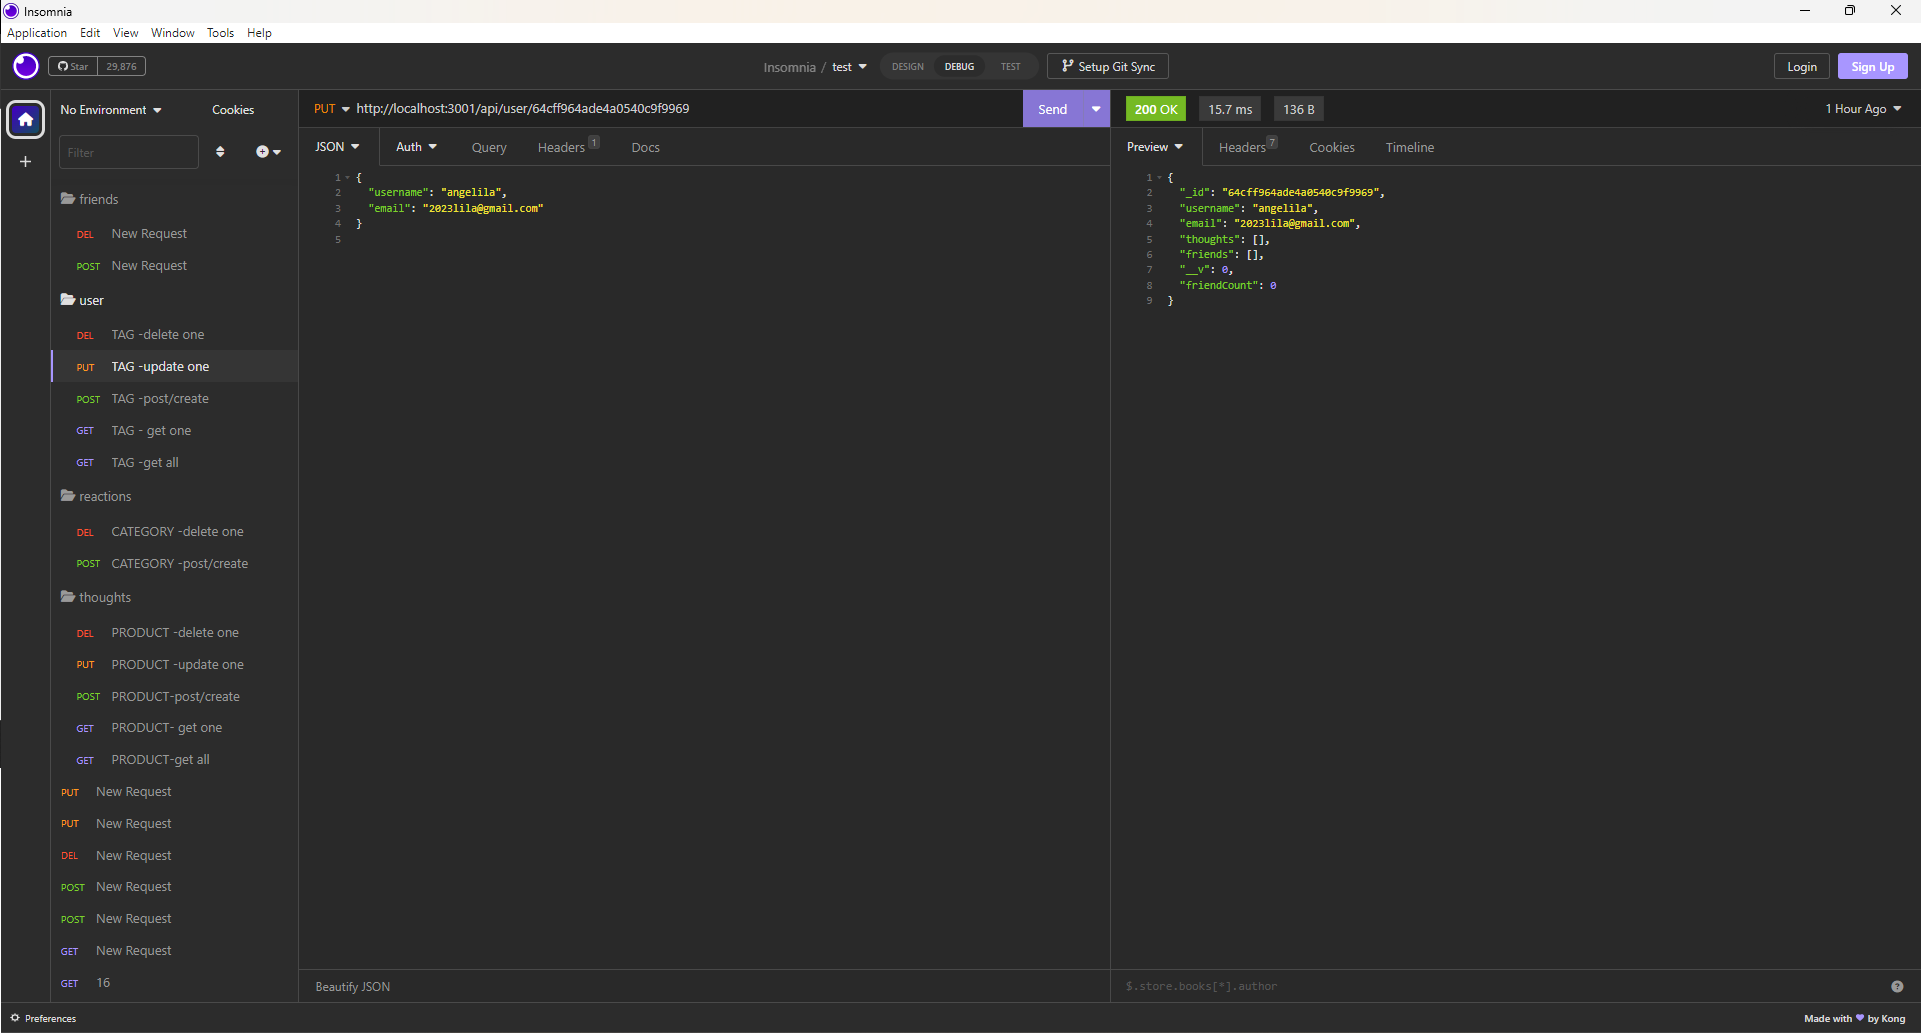 Insomnia
Application Edit View Window Tools Help
Star 29,876
Insomnia / test
DESIGN DEBUG TEST
Setup Git Sync
Login
Sign Up
No Environment
Cookies
Filter
friends
DEL New Request
POST New Request
user
DEL TAG -delete one
PUT TAG -update one
POST TAG -post/create
GET TAG - get one
GET TAG -get all
reactions
DEL CATEGORY -delete one
POST CATEGORY -post/create
thoughts
DEL PRODUCT -delete one
PUT PRODUCT -update one
POST PRODUCT-post/create
GET PRODUCT- get one
GET PRODUCT-get all
PUT New Request
PUT New Request
DEL New Request
POST New Request
POST New Request
GET New Request
GET 16
PUT http://localhost:3001/api/user/64cff964ade4a0540c9f9969
Send
JSON Auth Query Headers 1 Docs
1 {
2 "username": "angelila",
3 "email": "2023lila@gmail.com"
4 }
5
Beautify JSON
200 OK 15.7 ms 136 B
1 Hour Ago
Preview Headers 7 Cookies Timeline
1 {
2 "_id": "64cff964ade4a0540c9f9969",
3 "username": "angelila",
4 "email": "2023lila@gmail.com",
5 "thoughts": [],
6 "friends": [],
7 "__v": 0,
8 "friendCount": 0
9 }
$.store.books[*].author
?
Preferences
Made with ♥ by Kong